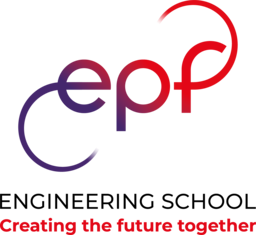 epf
ENGINEERING SCHOOL
Creating the future together